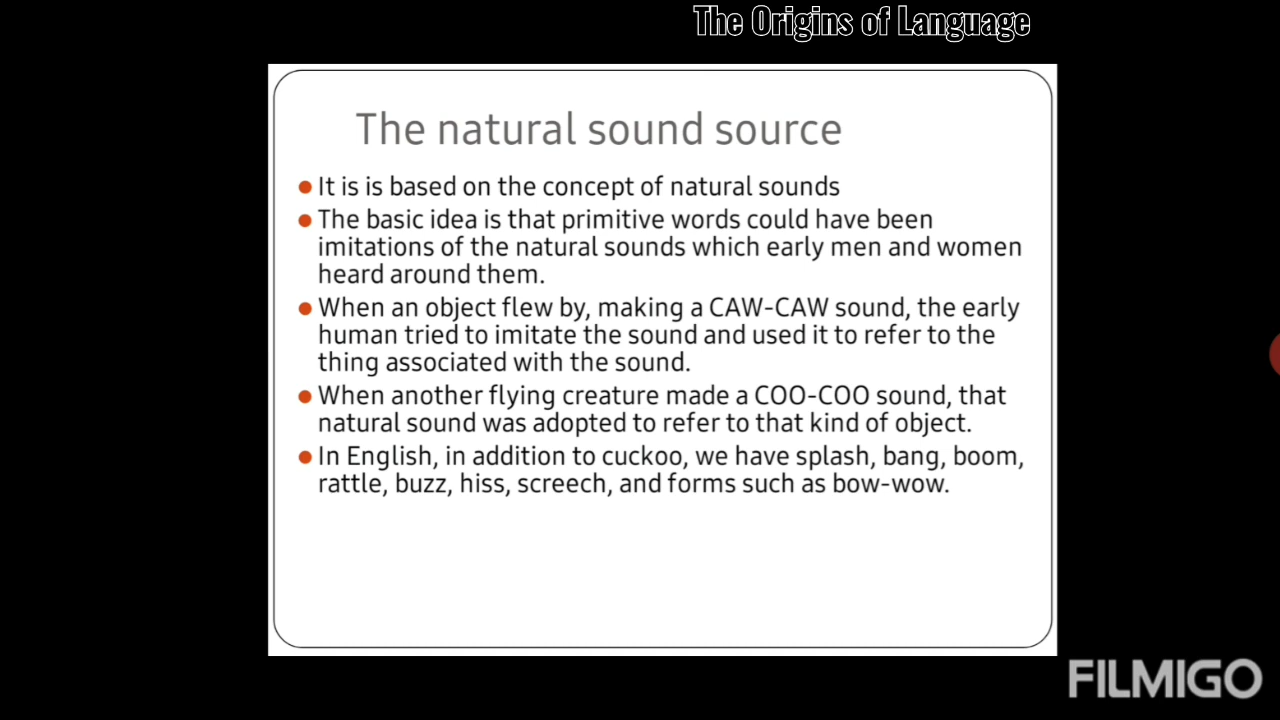 The Origins of Language
The natural sound source
It is is based on the concept of natural sounds
The basic idea is that primitive words could have been
imitations of the natural sounds which early men and women
heard around them.
When an object flew by, making a CAW-CAW sound, the early
human tried to imitate the sound and used it to refer to the
thing associated with the sound.
When another flying creature made a COO-COO sound, that
natural sound was adopted to refer to that kind of object.
In English, in addition to cuckoo, we have splash, bang, boom,
rattle, buzz, hiss, screech, and forms such as bow-wow.
FILMIGO